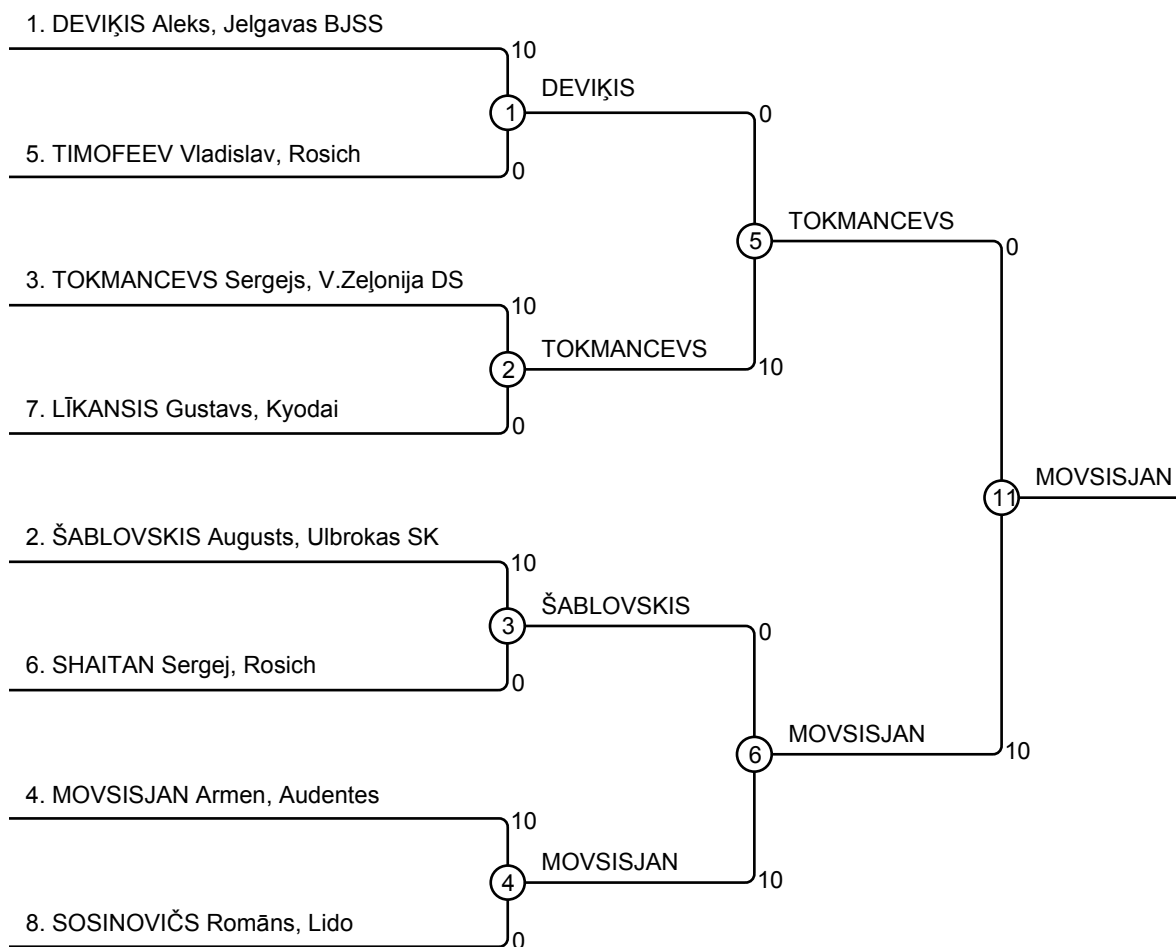 1. DEVIĶIS Aleks, Jelgavas BJSS
10
DEVIĶIS
1
0
5. TIMOFEEV Vladislav, Rosich
0
TOKMANCEVS
5
0
3. TOKMANCEVS Sergejs, V.Zeļonija DS
10
TOKMANCEVS
2
10
7. LĪKANSIS Gustavs, Kyodai
0
MOVSISJAN
11
2. ŠABLOVSKIS Augusts, Ulbrokas SK
10
ŠABLOVSKIS
3
0
6. SHAITAN Sergej, Rosich
0
MOVSISJAN
6
10
4. MOVSISJAN Armen, Audentes
10
MOVSISJAN
4
10
8. SOSINOVIČS Romāns, Lido
0